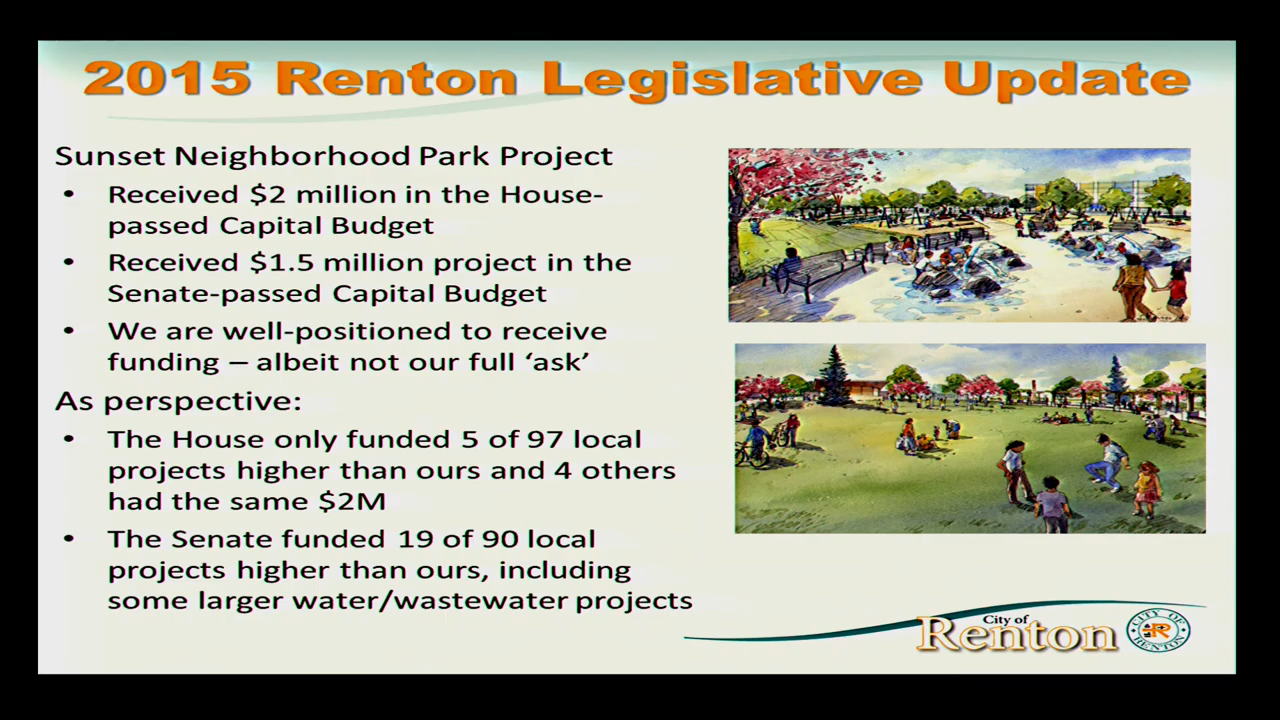 2015 Renton Legislative Update
Sunset Neighborhood Park Project
• Received $2 million in the House-
passed Capital Budget
• Received $1.5 million project in the
Senate-passed Capital Budget
• We are well-positioned to receive
funding – albeit not our full ‘ask’
As perspective:
• The House only funded 5 of 97 local
projects higher than ours and 4 others
had the same $2M
• The Senate funded 19 of 90 local
projects higher than ours, including
some larger water/wastewater projects
City of
Renton
CITY OF
RENTON
R